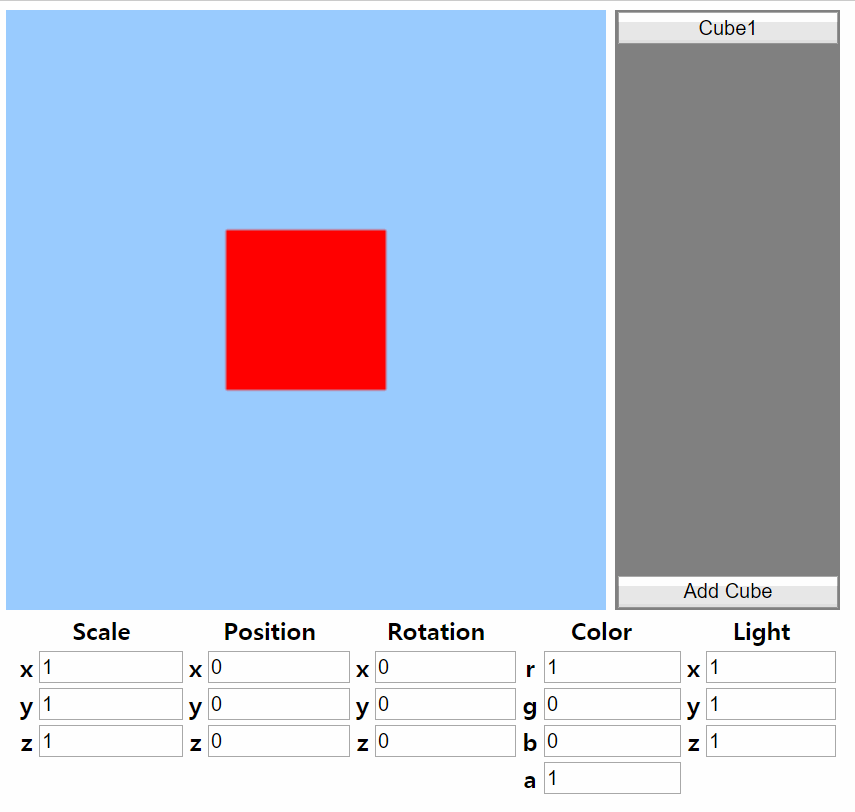 Cube1
Add Cube
Scale Position Rotation Color Light
x 1 x 0 x 0 r 1 x 1
y 1 y 0 y 0 g 0 y 1
z 1 z 0 z 0 b 0 z 1
a 1